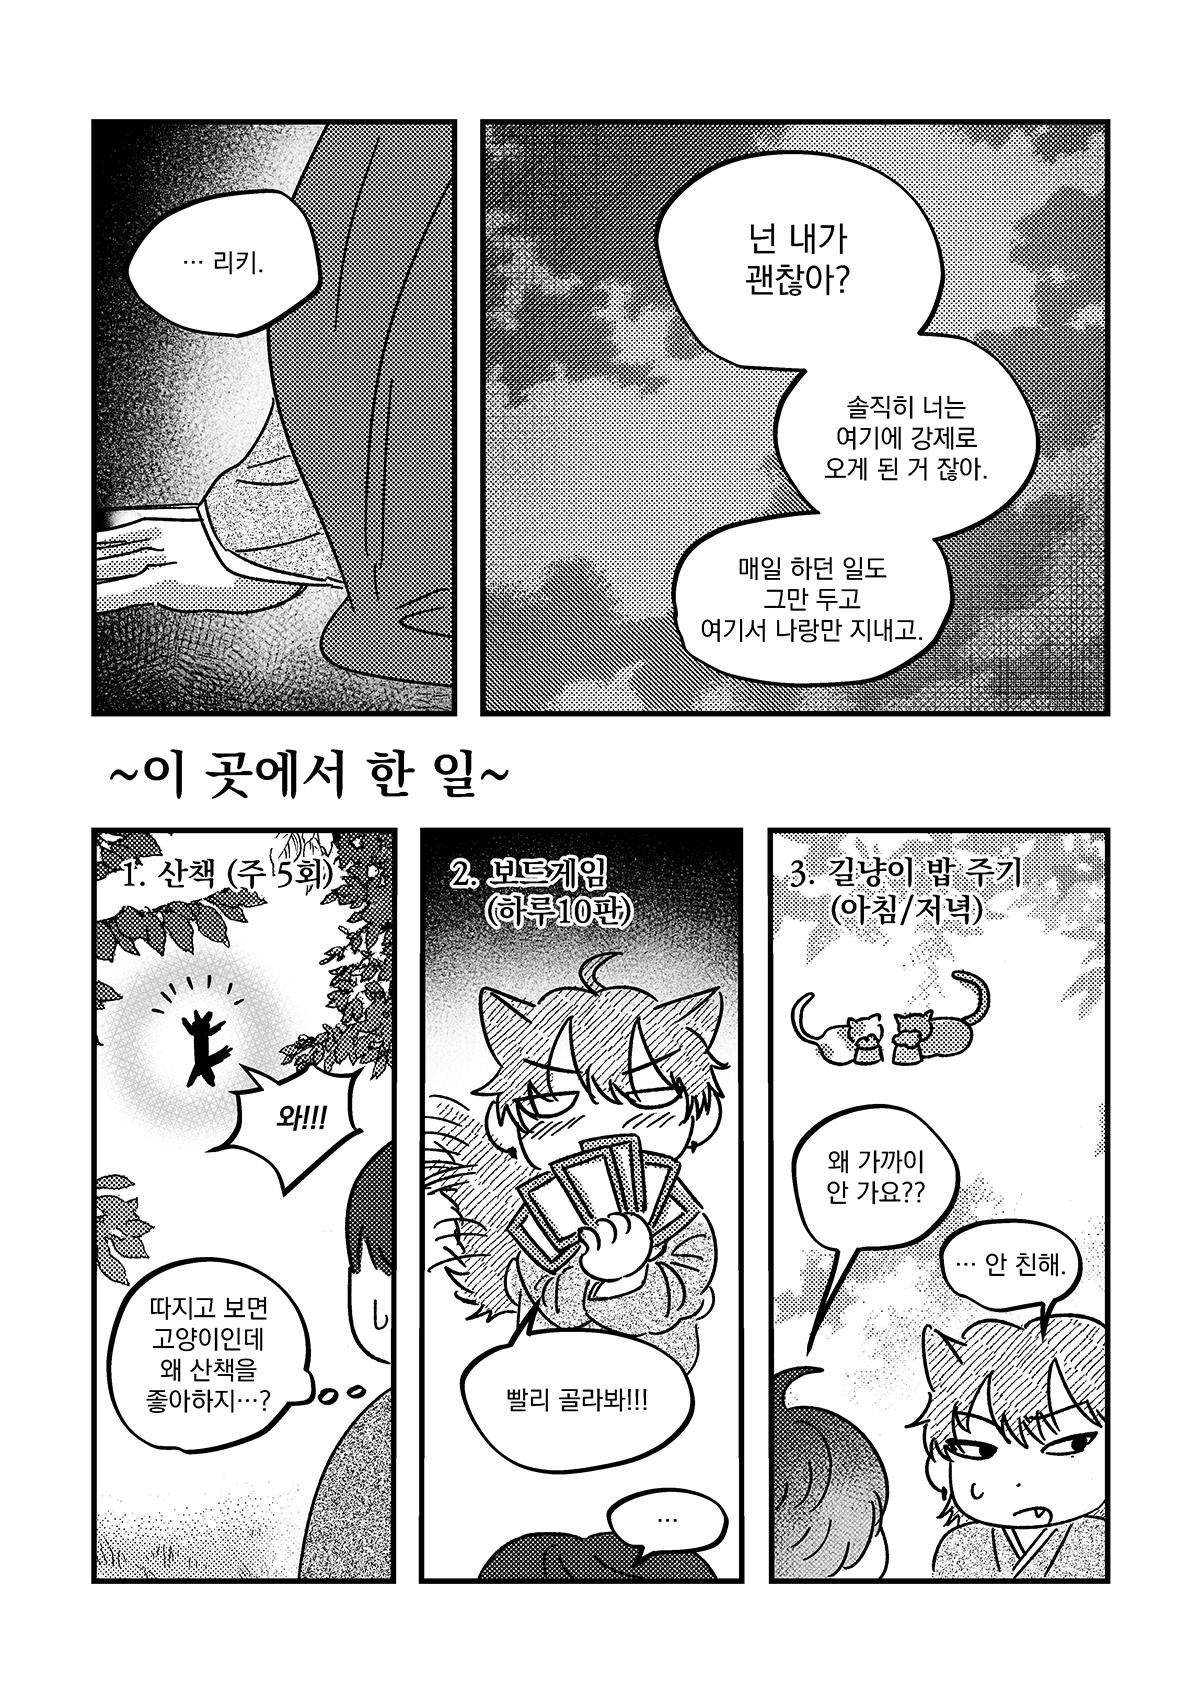 … 리키.
넌 내가
괜찮아?
솔직히 너는
여기에 강제로
오게 된 거 잖아.
매일 하던 일도
그만 두고
여기서 나랑만 지내고.
~이 곳에서 한 일~
1. 산책 (주 5회)
와!!!
따지고 보면
고양이인데
왜 산책을
좋아하지…?
2. 보드게임
(하루10판)
빨리 골라봐!!!
…
3. 길냥이 밥 주기
(아침/저녁)
왜 가까이
안 가요??
… 안 친해.